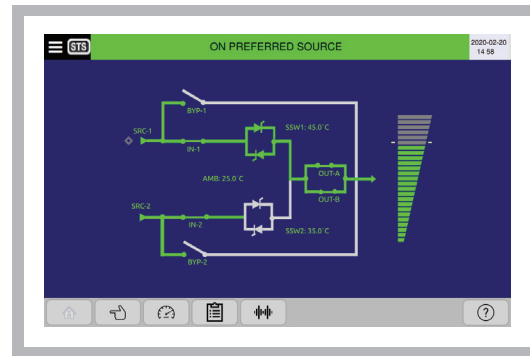 STS
ON PREFERRED SOURCE
2020-02-20
14 58
BYP-1
SRC-1
SSW1: 45.0°C
IN-1
AMB: 25.0°C
OUT-A
OUT-B
SRC-2
IN-2
SSW2: 35.0°C
BYP-2
?